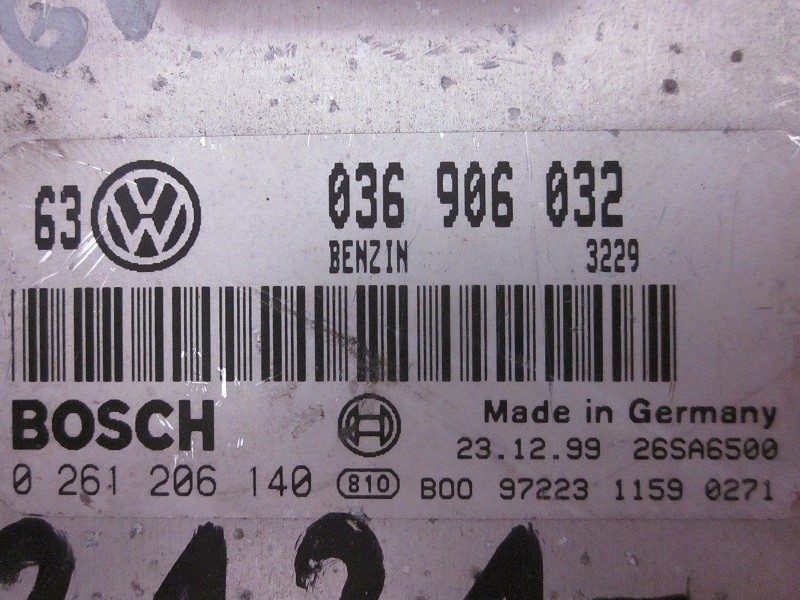 63 VW 036 906 032
BENZIN 3229
BOSCH Made in Germany
23.12.99 26SA6500
0 261 206 140 810 B00 97223 1159 0271